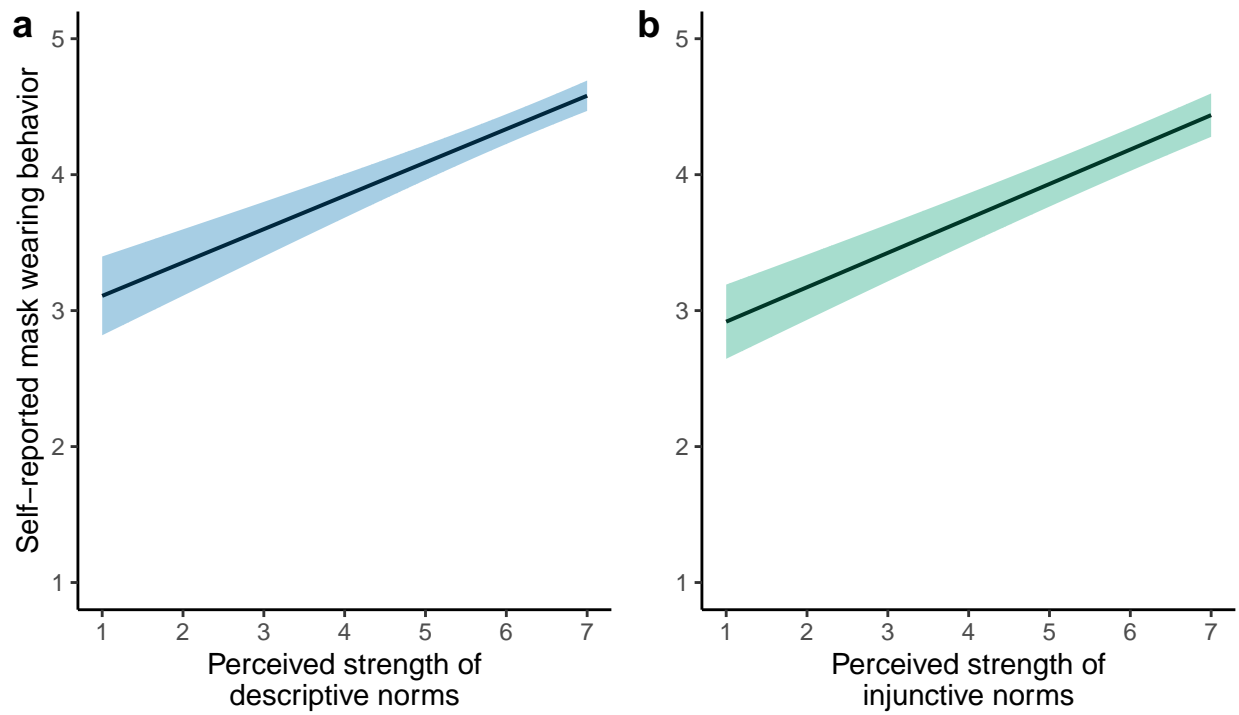 a
Self−reported mask wearing behavior
5
4
3
2
1
1 2 3 4 5 6 7
Perceived strength of
descriptive norms
b
5
4
3
2
1
1 2 3 4 5 6 7
Perceived strength of
injunctive norms